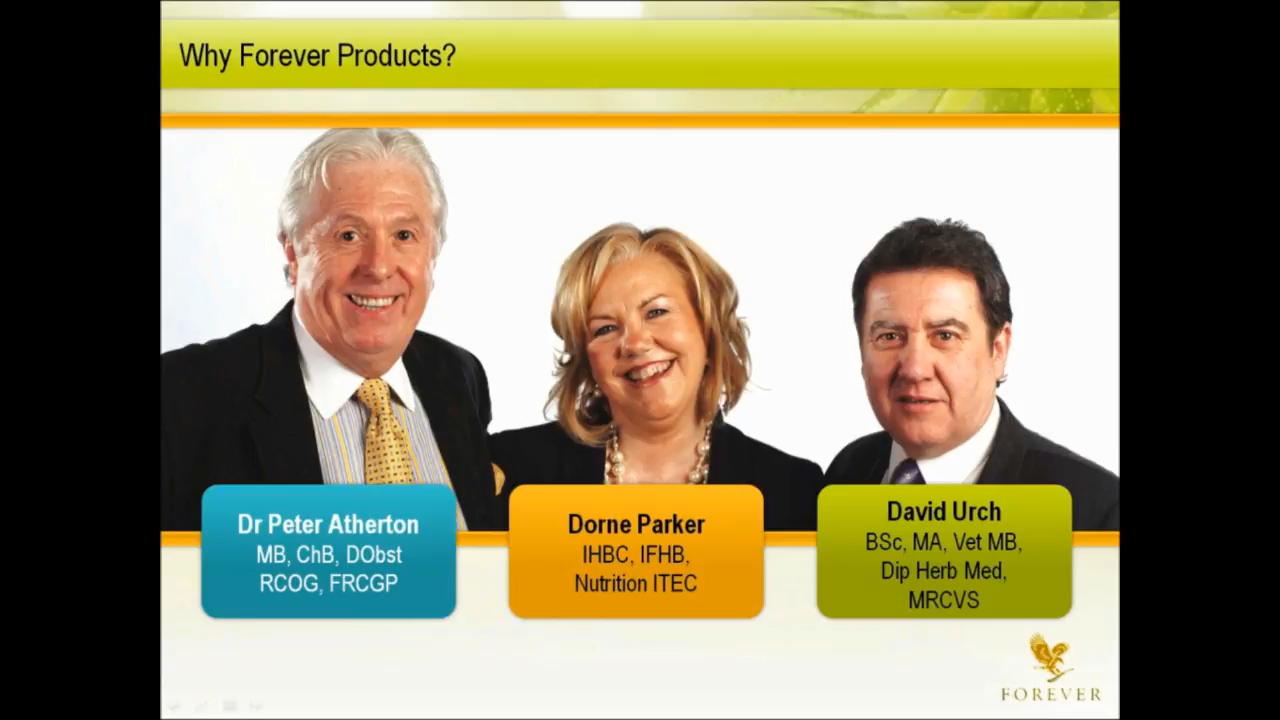 Why Forever Products?
Dr Peter Atherton
MB, ChB, DObst
RCOG, FRCGP
Dorne Parker
IHBC, IFHB,
Nutrition ITEC
David Urch
BSc, MA, Vet MB,
Dip Herb Med,
MRCVS
FOREVER